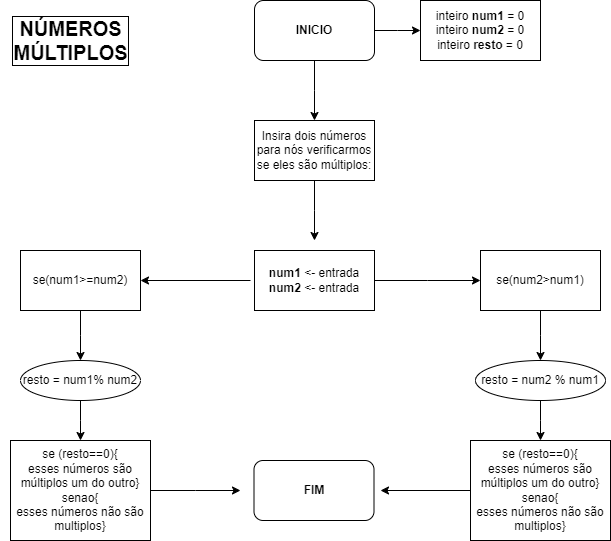 NÚMEROS
MÚLTIPLOS
INICIO
inteiro num1 = 0
inteiro num2 = 0
inteiro resto = 0
Insira dois números
para nós verificarmos
se eles são múltiplos:
se(num1>=num2)
num1 <- entrada
num2 <- entrada
se(num2>num1)
resto = num1% num2
resto = num2 % num1
se (resto==0){
esses números são
múltiplos um do outro}
senao{
esses números não são
multiplos}
FIM
se (resto==0){
esses números são
múltiplos um do outro}
senao{
esses números não são
multiplos}